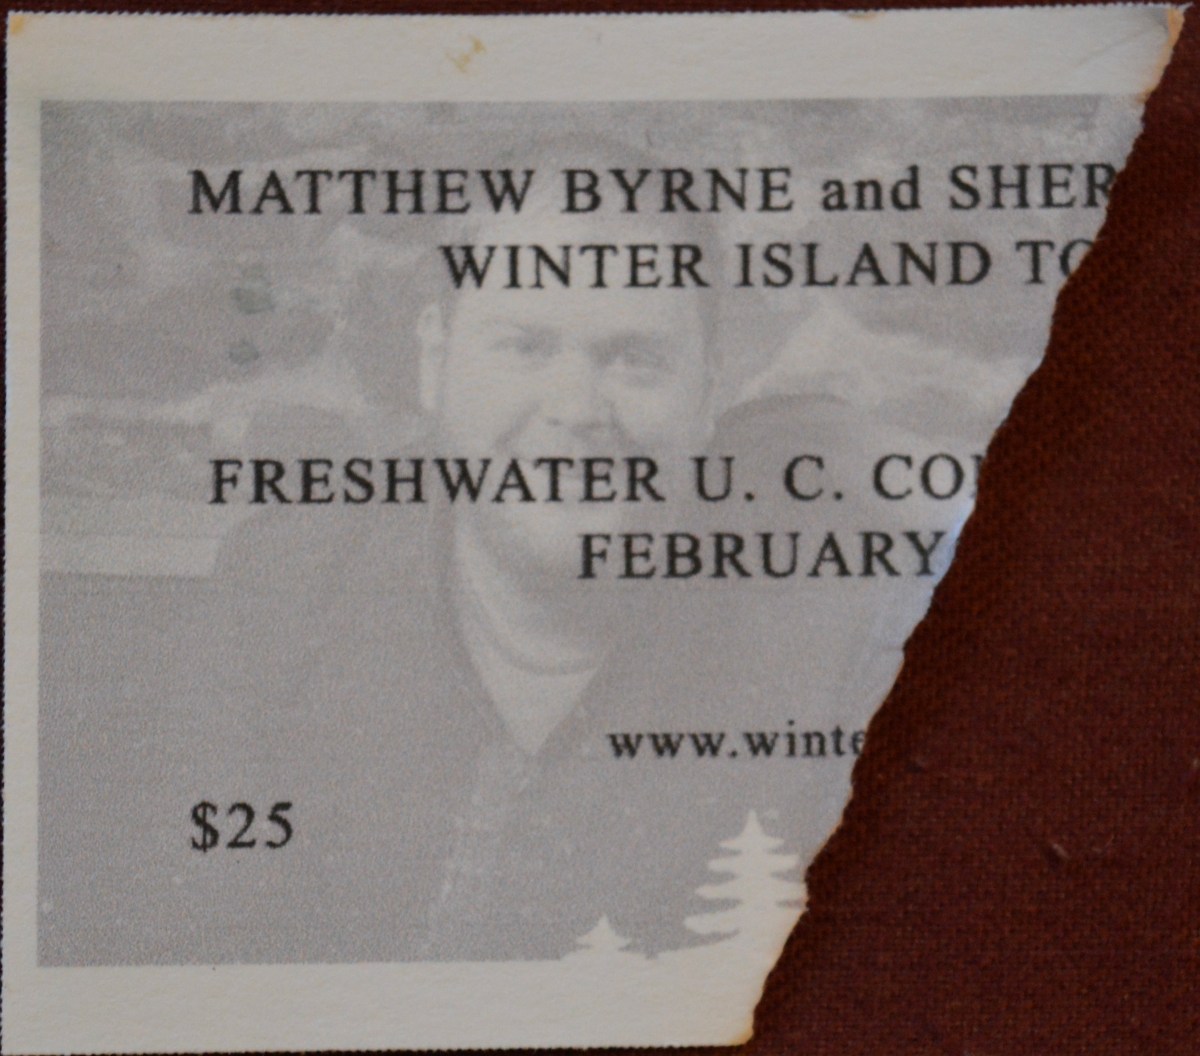 MATTHEW BYRNE and SHER
WINTER ISLAND TO
FRESHWATER U. C. CO
FEBRUARY
www.winte
$25